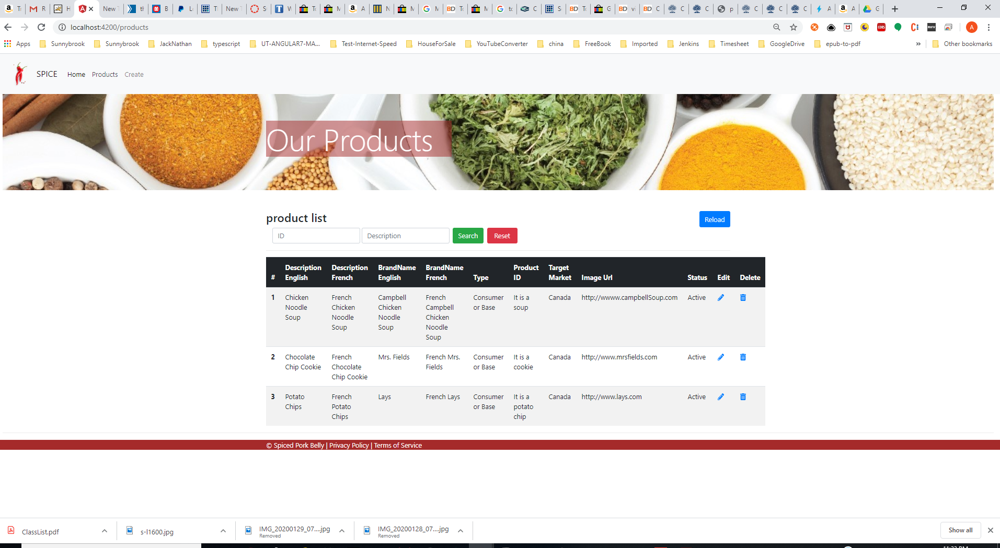 localhost:4200/products
Apps Sunnybrook Sunnybrook JackNathan typescript UT-ANGULAR7-MA... Test-Internet-Speed HouseForSale YouTubeConverter china FreeBook Imported Jenkins Timesheet GoogleDrive epub-to-pdf » Other bookmarks
SPICE Home Products Create
Our Products
product list
Reload
ID Description Search Reset
# Description English Description French BrandName English BrandName French Type Product ID Target Market Image Url Status Edit Delete
1 Chicken Noodle Soup French Chicken Noodle Soup Campbell Chicken Noodle Soup French Campbell Chicken Noodle Soup Consumer or Base It is a soup Canada http://wwww.campbellSoup.com Active
2 Chocolate Chip Cookie French Chocolate Chip Cookie Mrs. Fields French Mrs. Fields Consumer or Base It is a cookie Canada http://www.mrsfields.com Active
3 Potato Chips French Potato Chips Lays French Lays Consumer or Base It is a potato chip Canada http://www.lays.com Active
© Spiced Pork Belly | Privacy Policy | Terms of Service
ClassList.pdf s-l1600.jpg IMG_20200129_07....jpg IMG_20200128_07....jpg Show all
Removed Removed